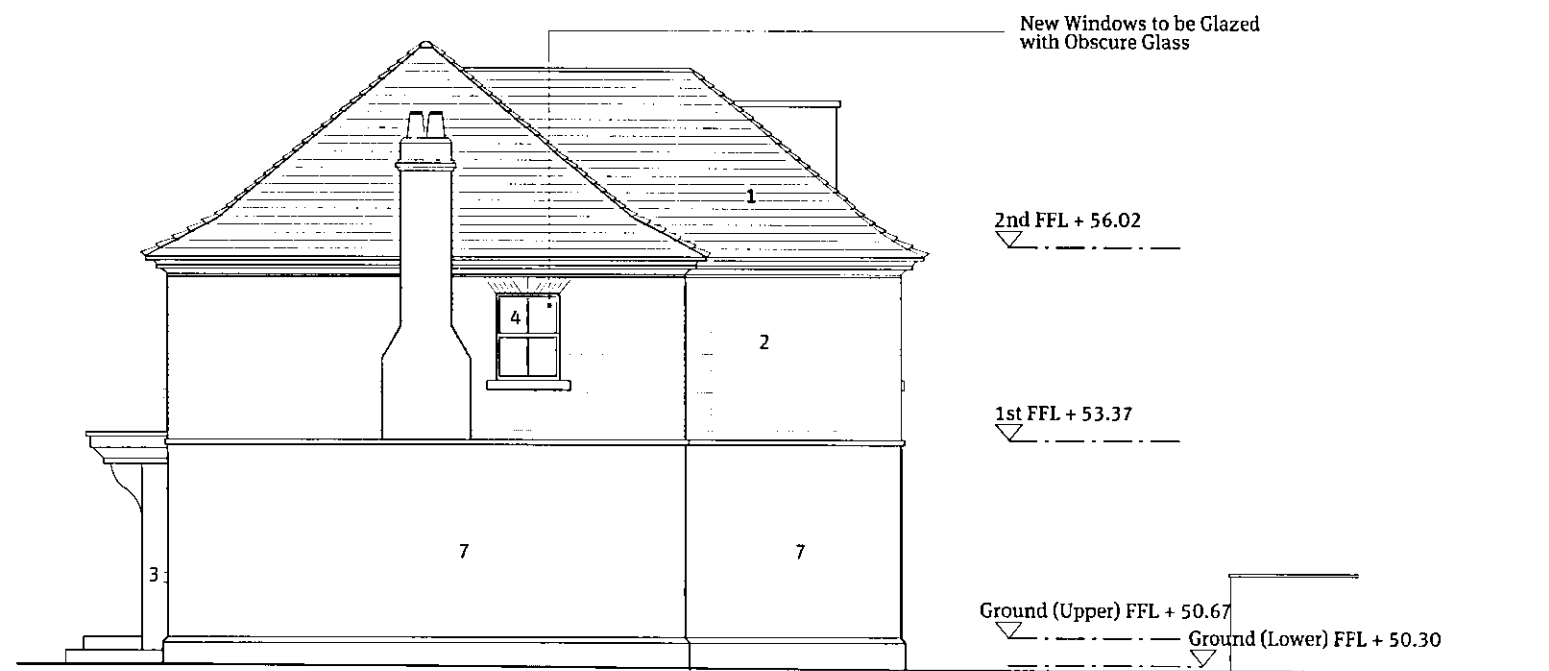 New Windows to be Glazed
with Obscure Glass
1
2nd FFL + 56.02
4
2
1st FFL + 53.37
7
7
3
Ground (Upper) FFL + 50.67
Ground (Lower) FFL + 50.30